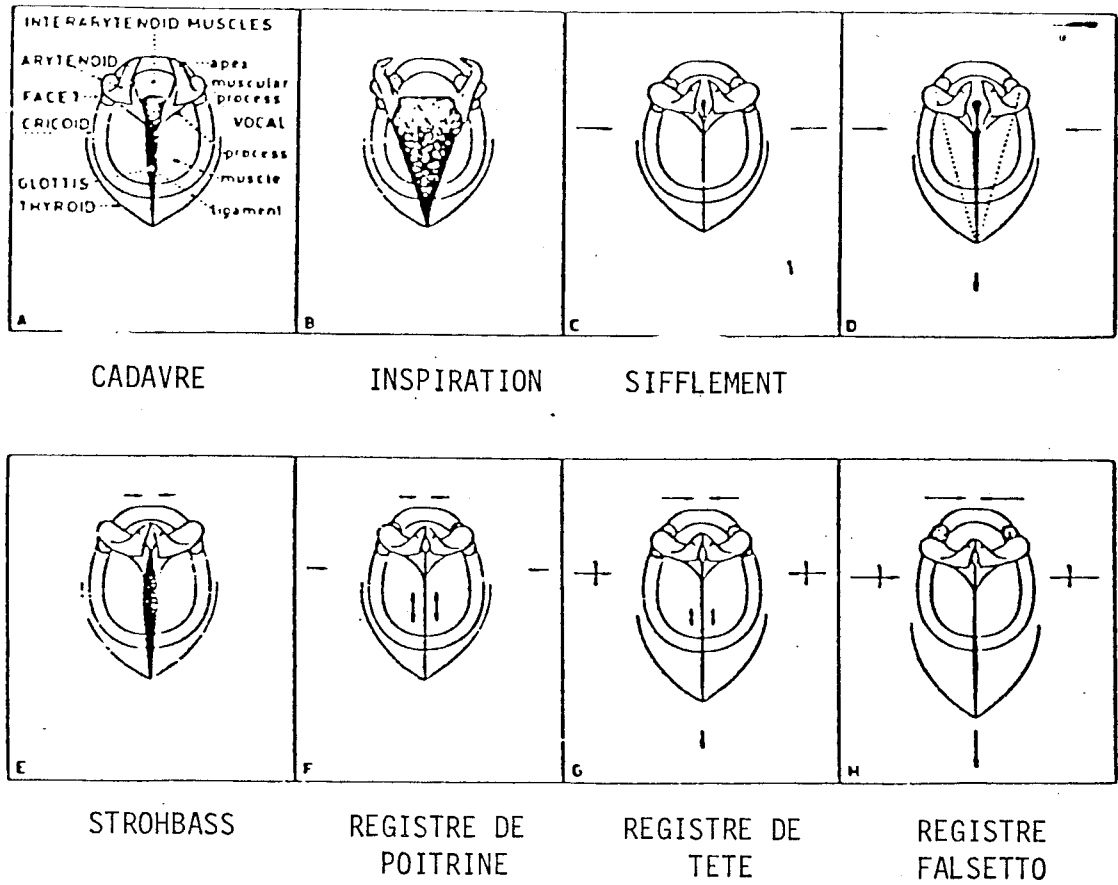 INTERARYTENOID MUSCLES
ARYTENOID
apex
muscular
FACET
process
CRICOID
VOCAL
process
GLOTTIS
muscle
THYROID
ligament
A
B
C
D
CADAVRE
INSPIRATION
SIFFLEMENT
E
F
G
H
STROHBASS
REGISTRE DE
POITRINE
REGISTRE DE
TETE
REGISTRE
FALSETTO